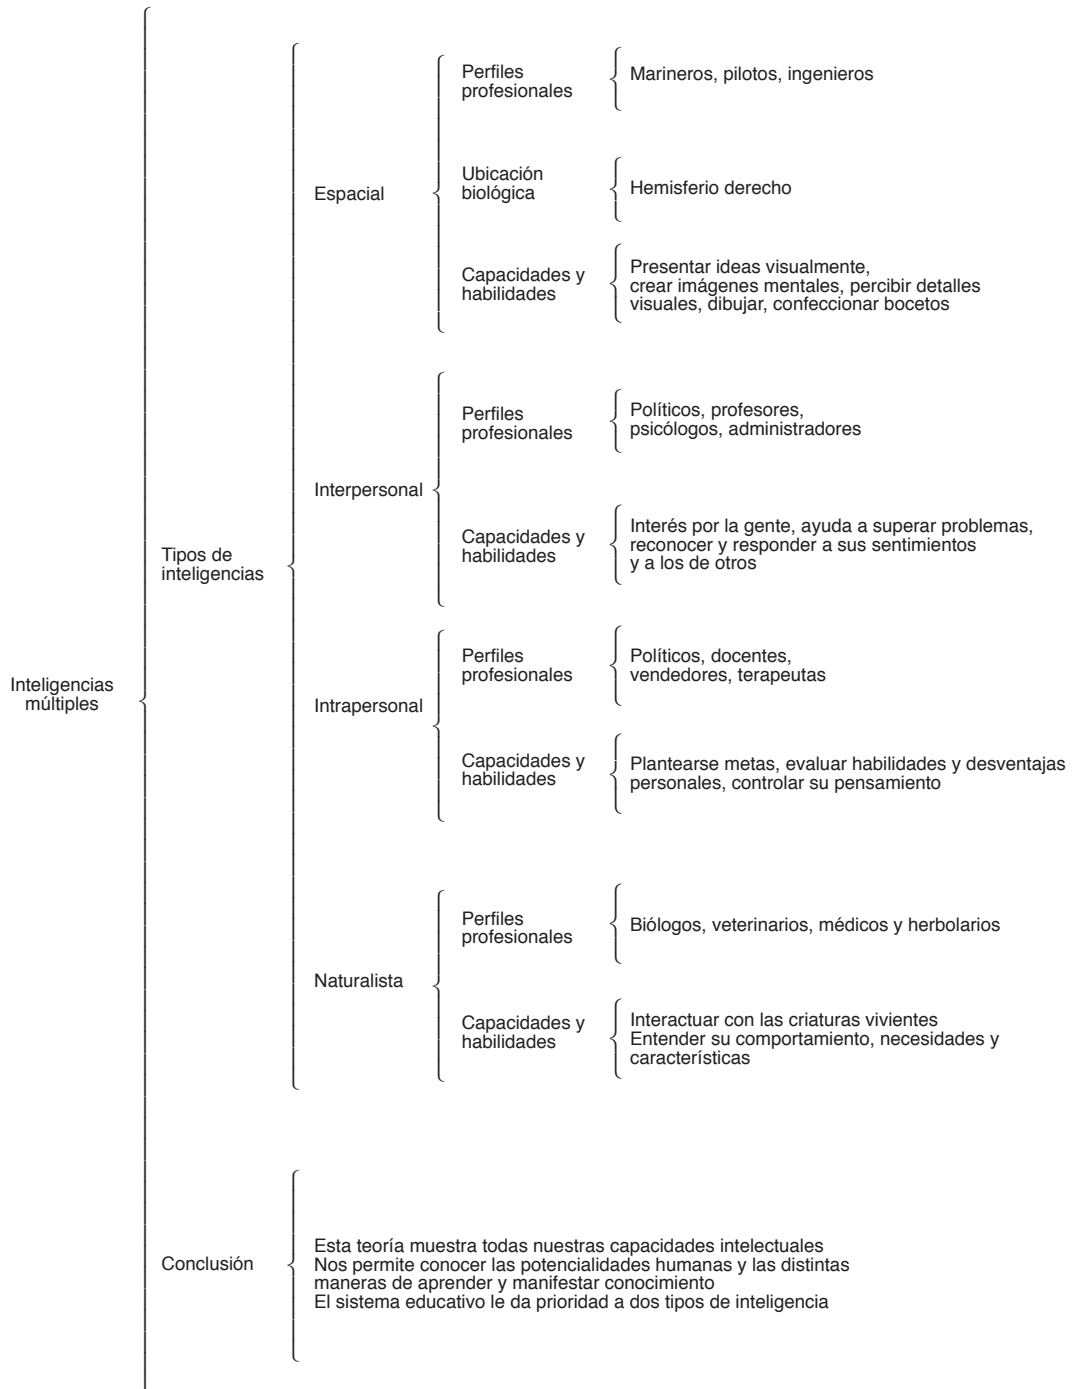 Inteligencias
múltiples
Tipos de
inteligencias
Espacial
Perfiles
profesionales
Marineros, pilotos, ingenieros
Ubicación
biológica
Hemisferio derecho
Capacidades y
habilidades
Presentar ideas visualmente,
crear imágenes mentales, percibir detalles
visuales, dibujar, confeccionar bocetos
Interpersonal
Perfiles
profesionales
Políticos, profesores,
psicólogos, administradores
Capacidades y
habilidades
Interés por la gente, ayuda a superar problemas,
reconocer y responder a sus sentimientos
y a los de otros
Intrapersonal
Perfiles
profesionales
Políticos, docentes,
vendedores, terapeutas
Capacidades y
habilidades
Plantearse metas, evaluar habilidades y desventajas
personales, controlar su pensamiento
Naturalista
Perfiles
profesionales
Biólogos, veterinarios, médicos y herbolarios
Capacidades y
habilidades
Interactuar con las criaturas vivientes
Entender su comportamiento, necesidades y
características
Conclusión
Esta teoría muestra todas nuestras capacidades intelectuales
Nos permite conocer las potencialidades humanas y las distintas
maneras de aprender y manifestar conocimiento
El sistema educativo le da prioridad a dos tipos de inteligencia